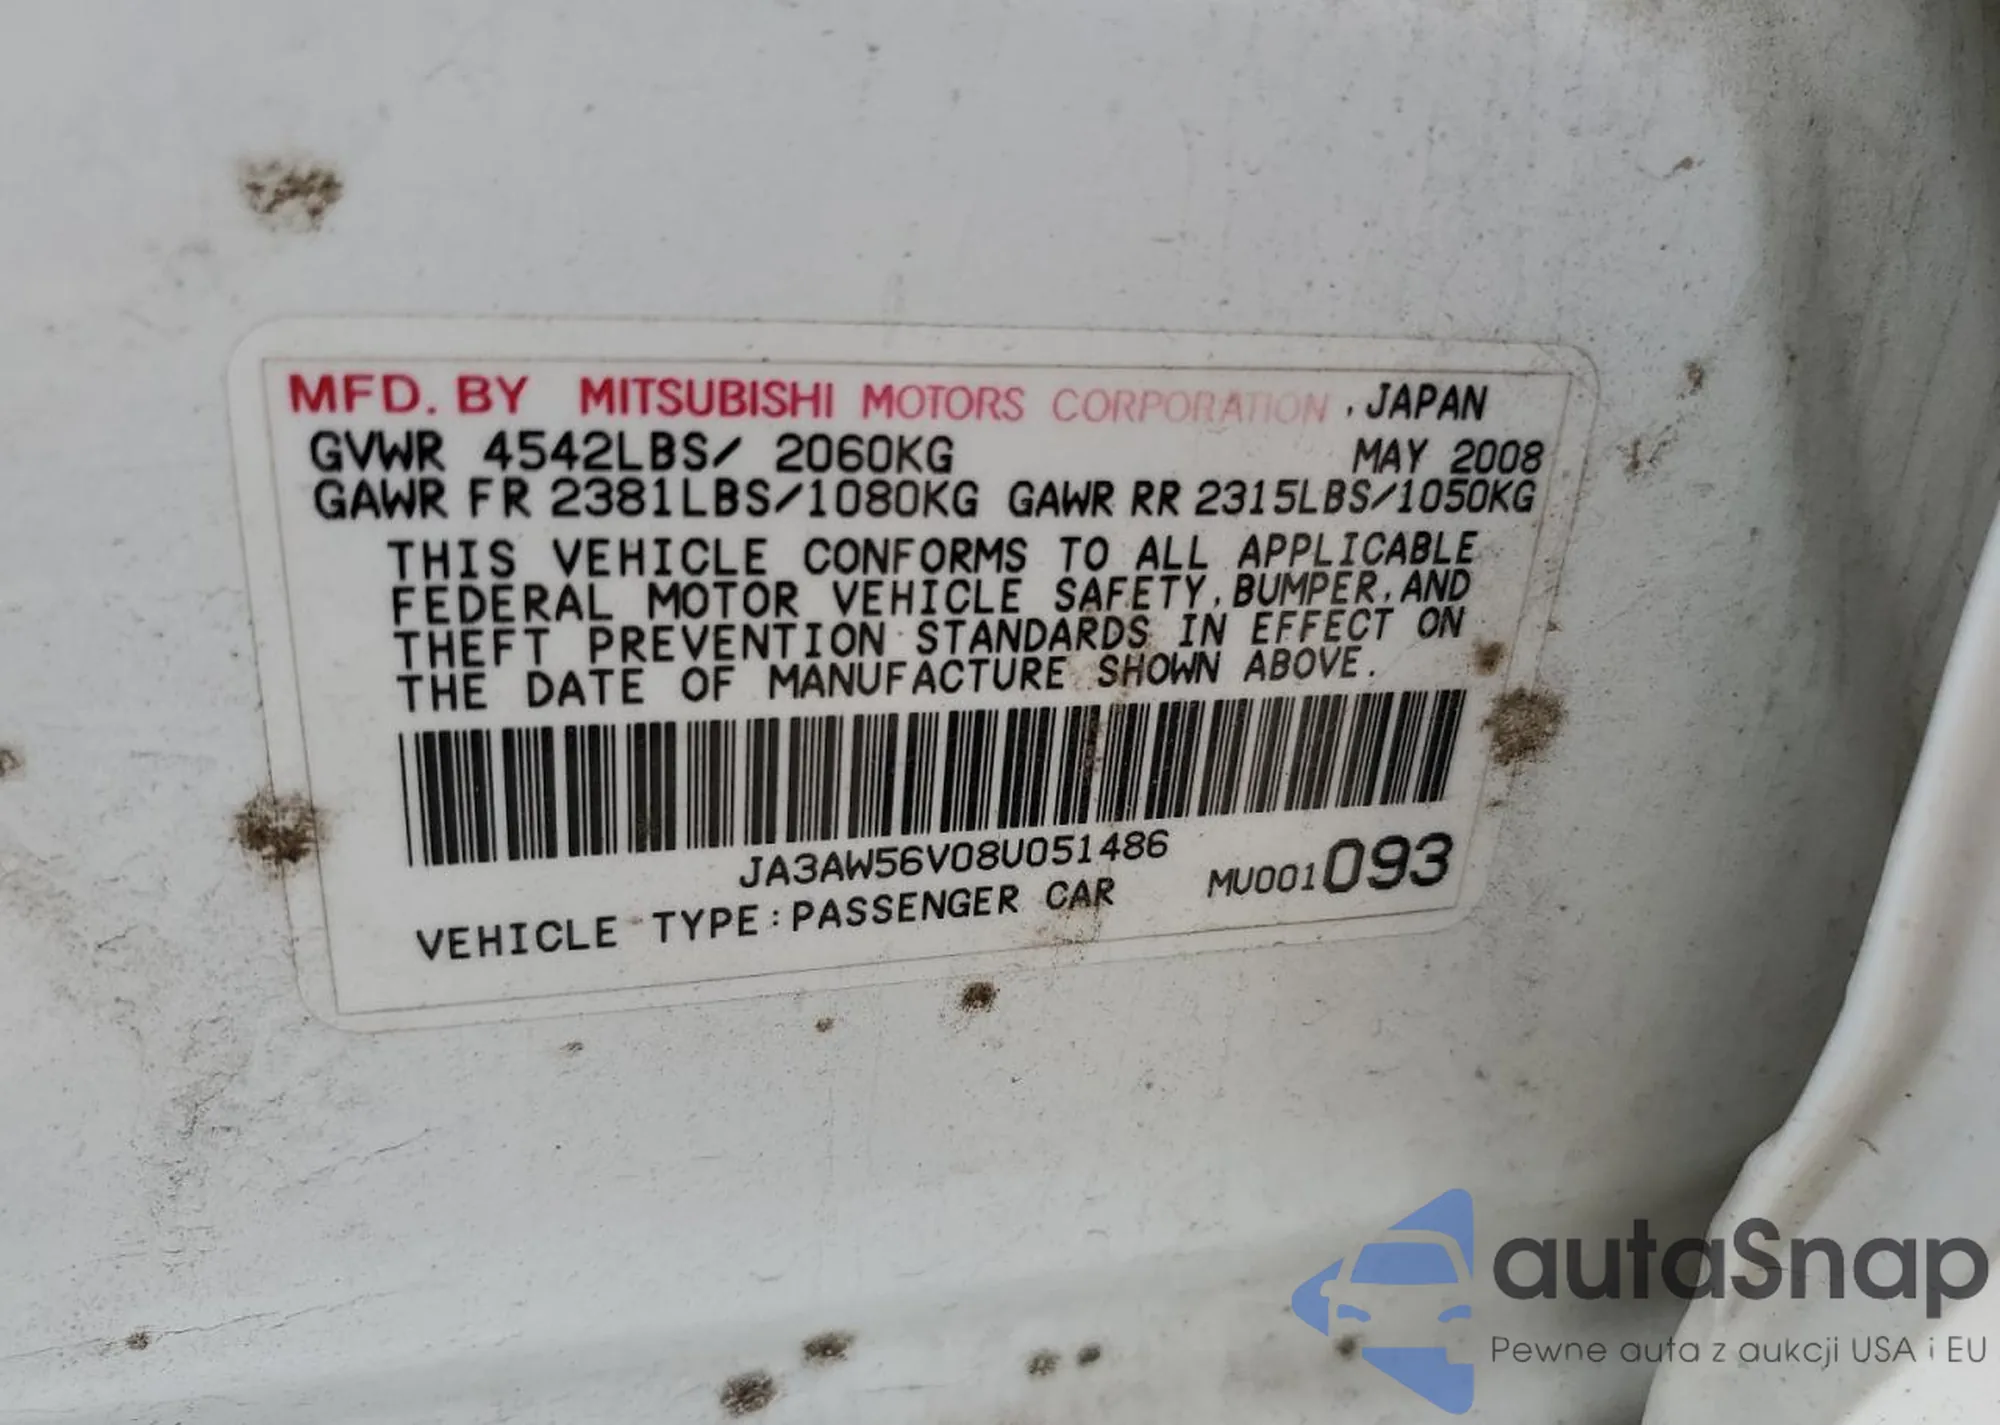 MFD. BY MITSUBISHI MOTORS CORPORATION , JAPAN
GVWR 4542LBS/ 2060KG MAY 2008
GAWR FR 2381LBS/1080KG GAWR RR 2315LBS/1050KG
THIS VEHICLE CONFORMS TO ALL APPLICABLE
FEDERAL MOTOR VEHICLE SAFETY, BUMPER, AND
THEFT PREVENTION STANDARDS IN EFFECT ON
THE DATE OF MANUFACTURE SHOWN ABOVE.
JA3AW56V08U051486
VEHICLE TYPE:PASSENGER CAR MU001093
autaSnap
Pewne auta z aukcji USA i EU